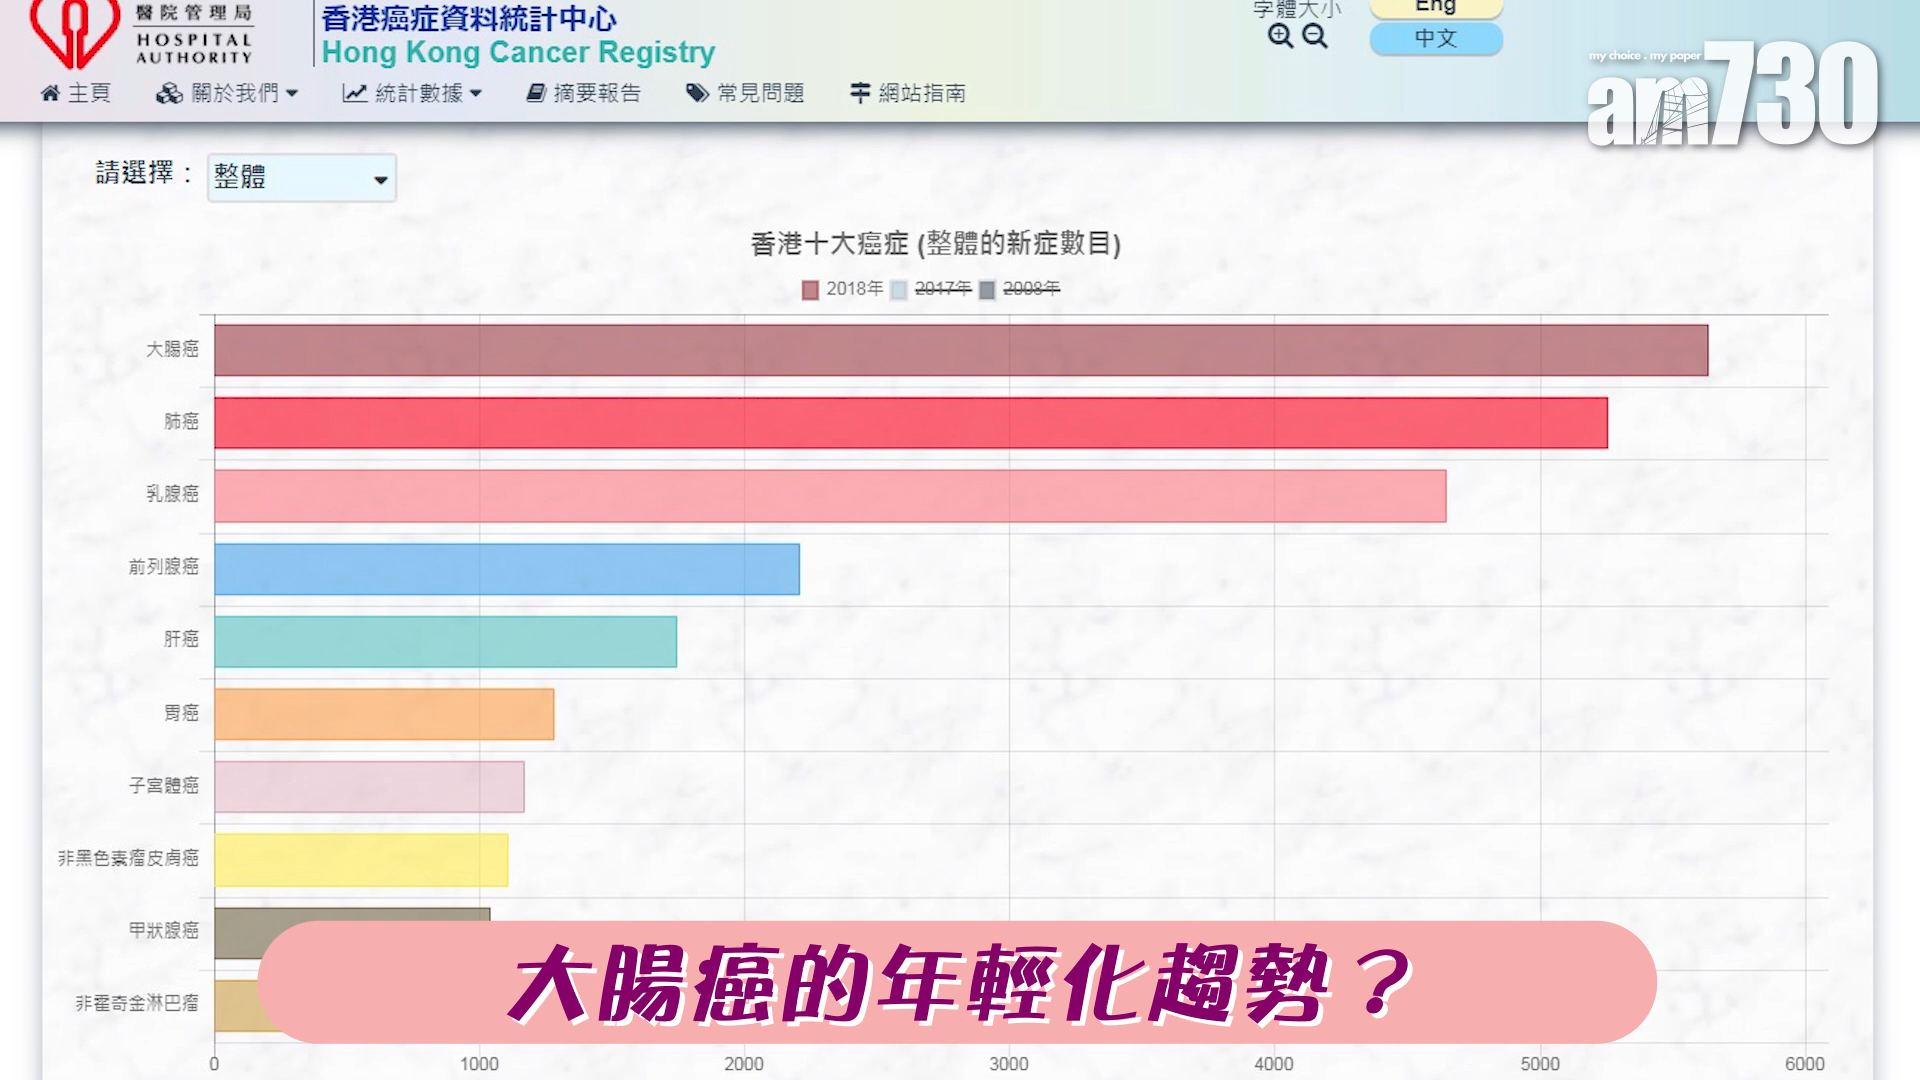 醫院管理局
HOSPITAL
AUTHORITY
香港癌症資料統計中心
Hong Kong Cancer Registry
字體大小
Eng
中文
my choice . my paper
am730
主頁
關於我們
統計數據
摘要報告
常見問題
網站指南
請選擇：
整體
香港十大癌症 (整體的新症數目)
2018年 2017年 2008年
大腸癌
肺癌
乳腺癌
前列腺癌
肝癌
胃癌
子宮體癌
非黑色素瘤皮膚癌
甲狀腺癌
非霍奇金淋巴瘤
大腸癌的年輕化趨勢？
0 1000 2000 3000 4000 5000 6000